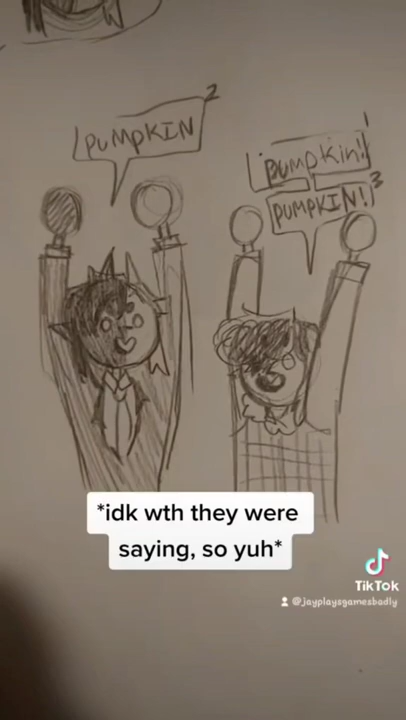 PUMPKIN
2
pumpkin!
1
PUMPKIN!
3
*idk wth they were
saying, so yuh*
TikTok
@jayplaysgamesbadly